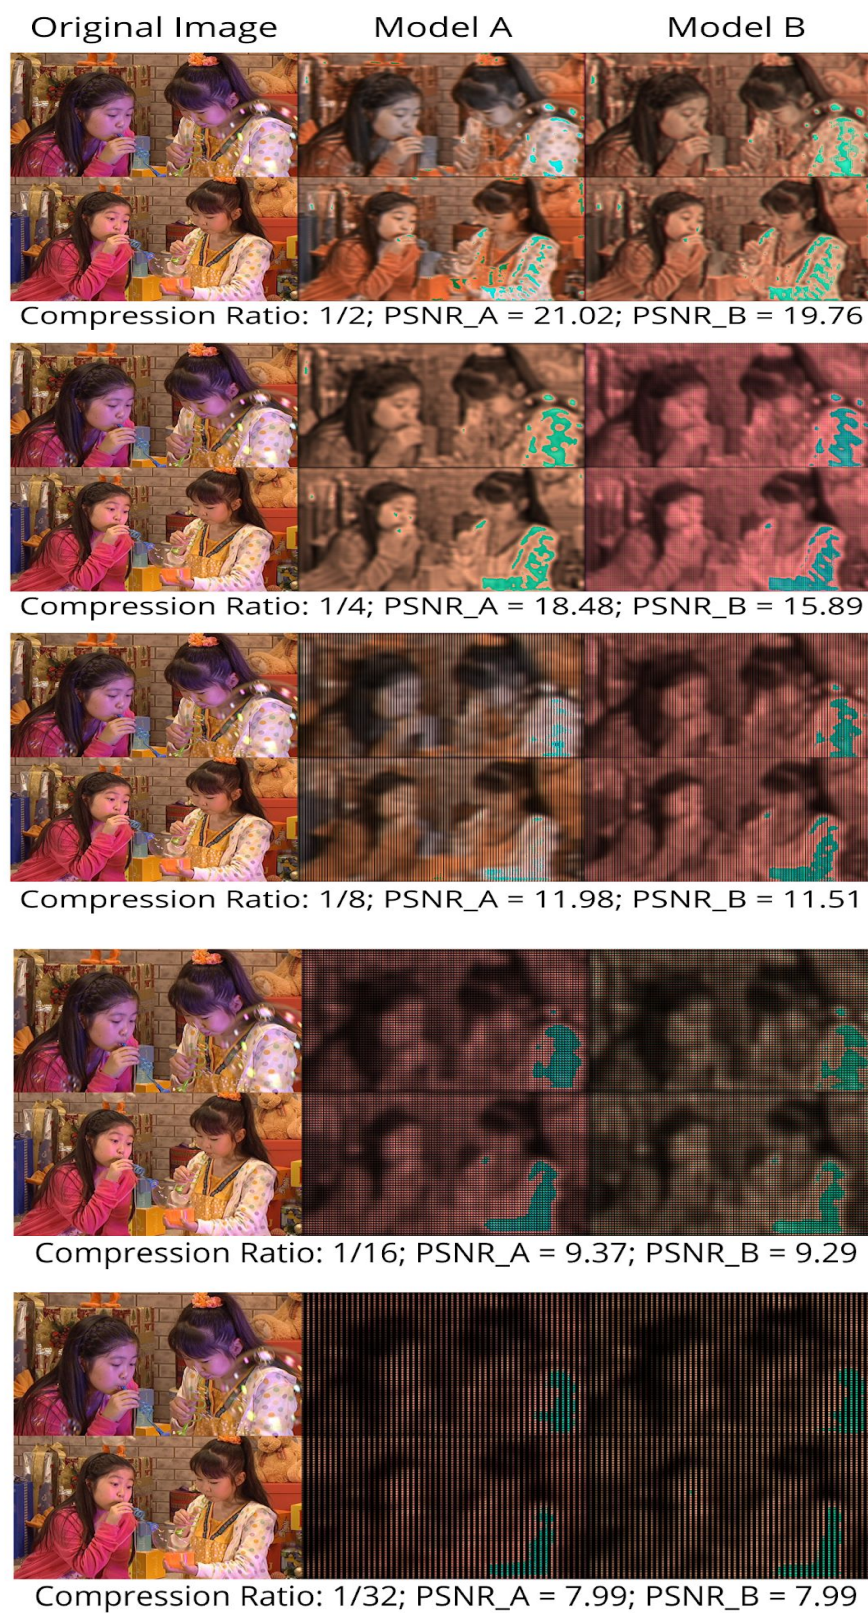 Original Image Model A Model B
Compression Ratio: 1/2; PSNR_A = 21.02; PSNR_B = 19.76
Compression Ratio: 1/4; PSNR_A = 18.48; PSNR_B = 15.89
Compression Ratio: 1/8; PSNR_A = 11.98; PSNR_B = 11.51
Compression Ratio: 1/16; PSNR_A = 9.37; PSNR_B = 9.29
Compression Ratio: 1/32; PSNR_A = 7.99; PSNR_B = 7.99